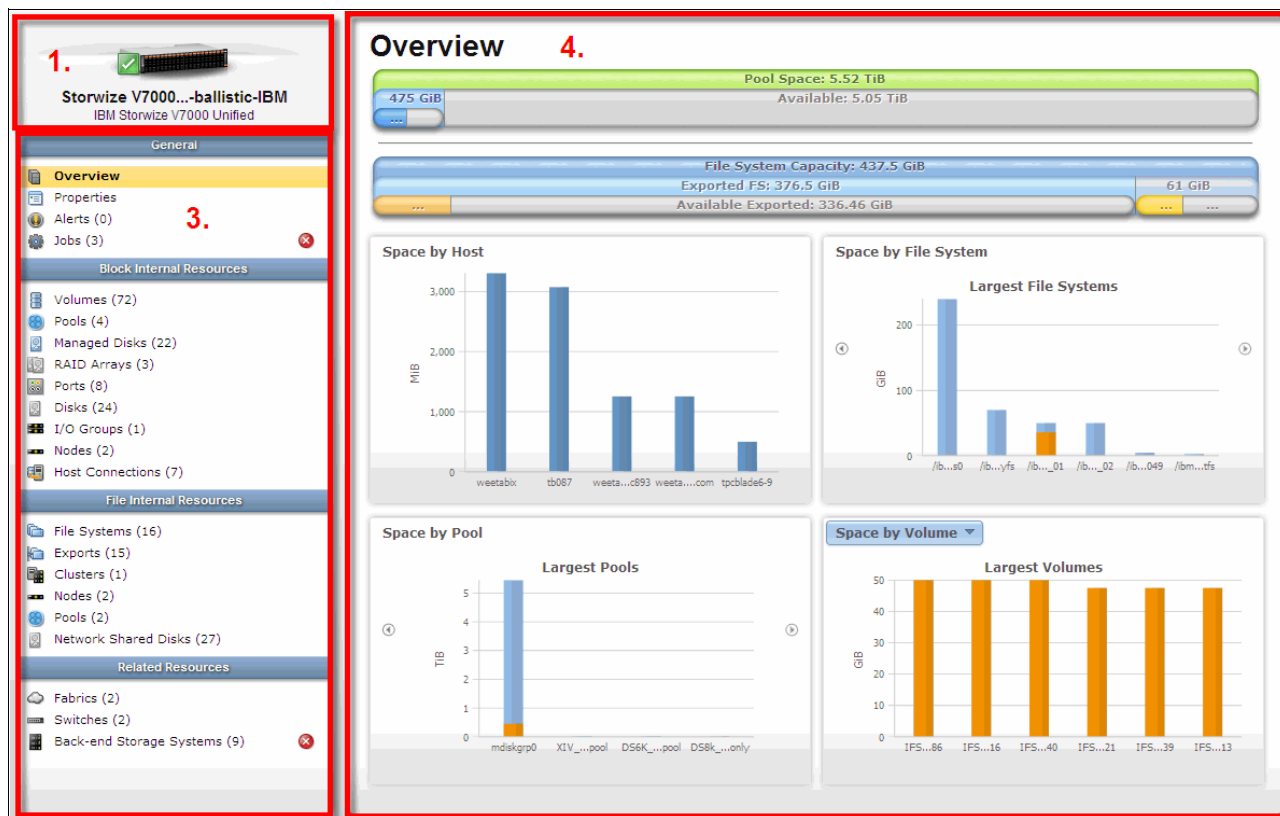 1.
Storwize V7000...-ballistic-IBM
IBM Storwize V7000 Unified
General
Overview
Properties
Alerts (0)
3.
Jobs (3)
Block Internal Resources
Volumes (72)
Pools (4)
Managed Disks (22)
RAID Arrays (3)
Ports (8)
Disks (24)
I/O Groups (1)
Nodes (2)
Host Connections (7)
File Internal Resources
File Systems (16)
Exports (15)
Clusters (1)
Nodes (2)
Pools (2)
Network Shared Disks (27)
Related Resources
Fabrics (2)
Switches (2)
Back-end Storage Systems (9)
Overview 4.
Pool Space: 5.52 TiB
475 GiB Available: 5.05 TiB
...
File System Capacity: 437.5 GiB
Exported FS: 376.5 GiB 61 GiB
... Available Exported: 336.46 GiB ... ...
Space by Host
3,000
2,000
MiB
1,000
0
weetabix tb087 weeta...c893 weeta....com tpcblade6-9
Space by File System
Largest File Systems
200
GiB
100
0
/ib...s0 /ib...yfs /ib..._01 /ib..._02 /ib...049 /ibm...tfs
Space by Pool
Largest Pools
5
4
3
TiB
2
1
0
mdiskgrp0 XIV_...pool DS6K_...pool DS8k_...only
Space by Volume
Largest Volumes
50
40
30
GiB
20
10
0
IFS...86 IFS...16 IFS...40 IFS...21 IFS...39 IFS...13